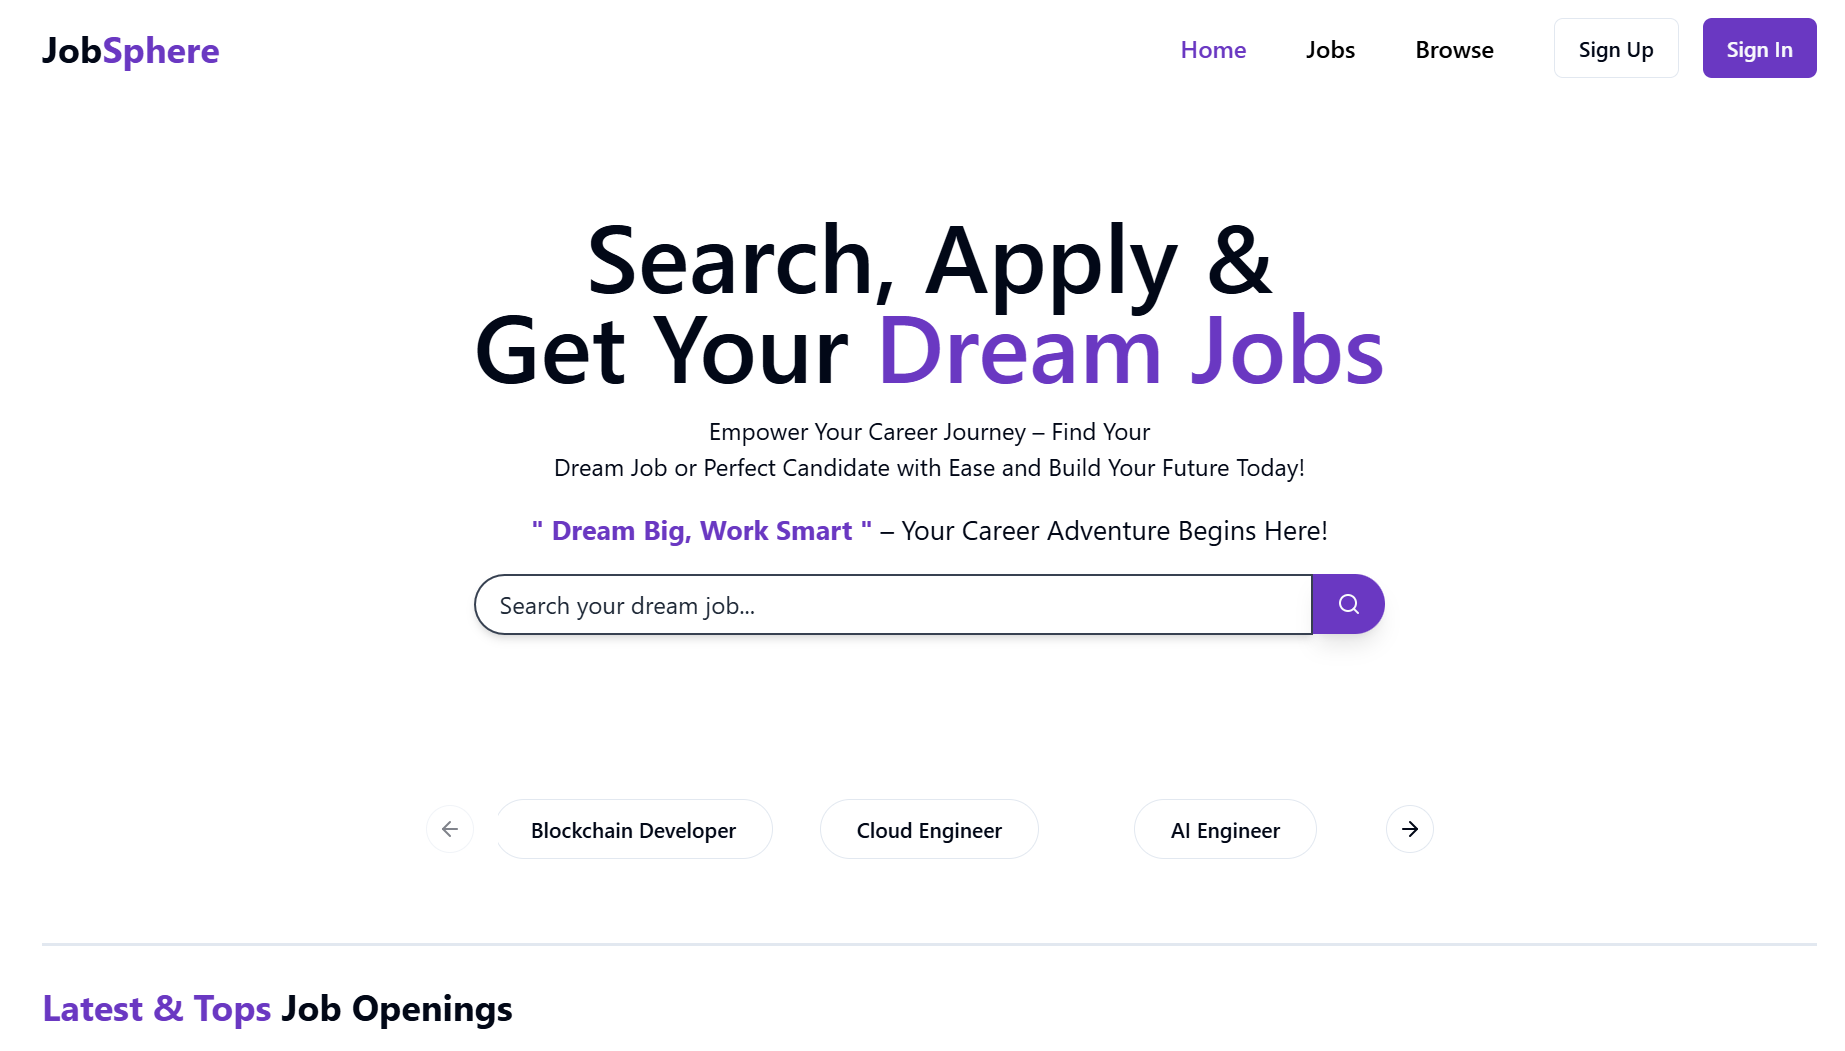 JobSphere
Home Jobs Browse Sign Up Sign In
Search, Apply &
Get Your Dream Jobs
Empower Your Career Journey – Find Your
Dream Job or Perfect Candidate with Ease and Build Your Future Today!
" Dream Big, Work Smart " – Your Career Adventure Begins Here!
Search your dream job...
Blockchain Developer Cloud Engineer AI Engineer
Latest & Tops Job Openings